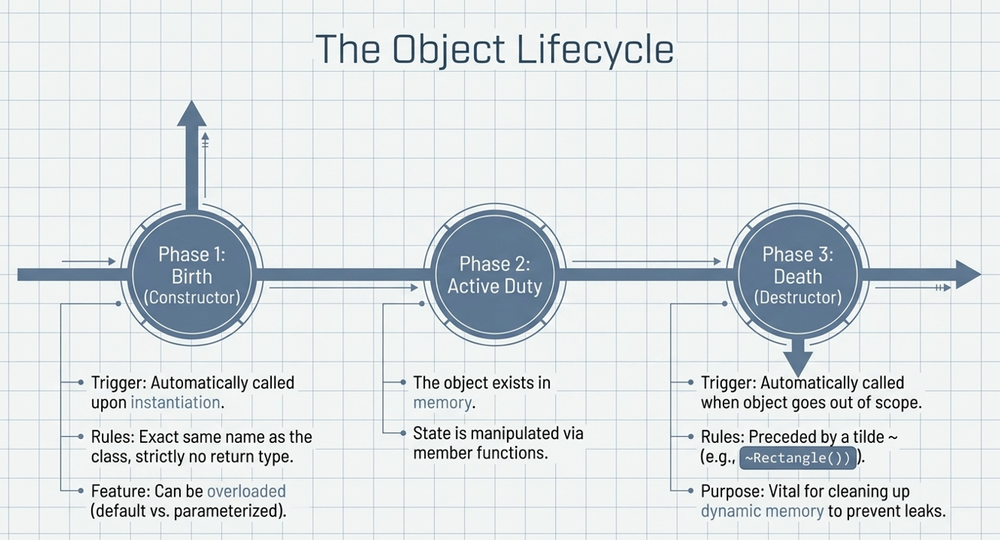 The Object Lifecycle
Phase 1:
Birth
(Constructor)
Trigger: Automatically called
upon instantiation.
Rules: Exact same name as the
class, strictly no return type.
Feature: Can be overloaded
(default vs. parameterized).
Phase 2:
Active Duty
The object exists in
memory.
State is manipulated via
member functions.
Phase 3:
Death
(Destructor)
Trigger: Automatically called
when object goes out of scope.
Rules: Preceded by a tilde ~
(e.g., ~Rectangle())).
Purpose: Vital for cleaning up
dynamic memory to prevent leaks.